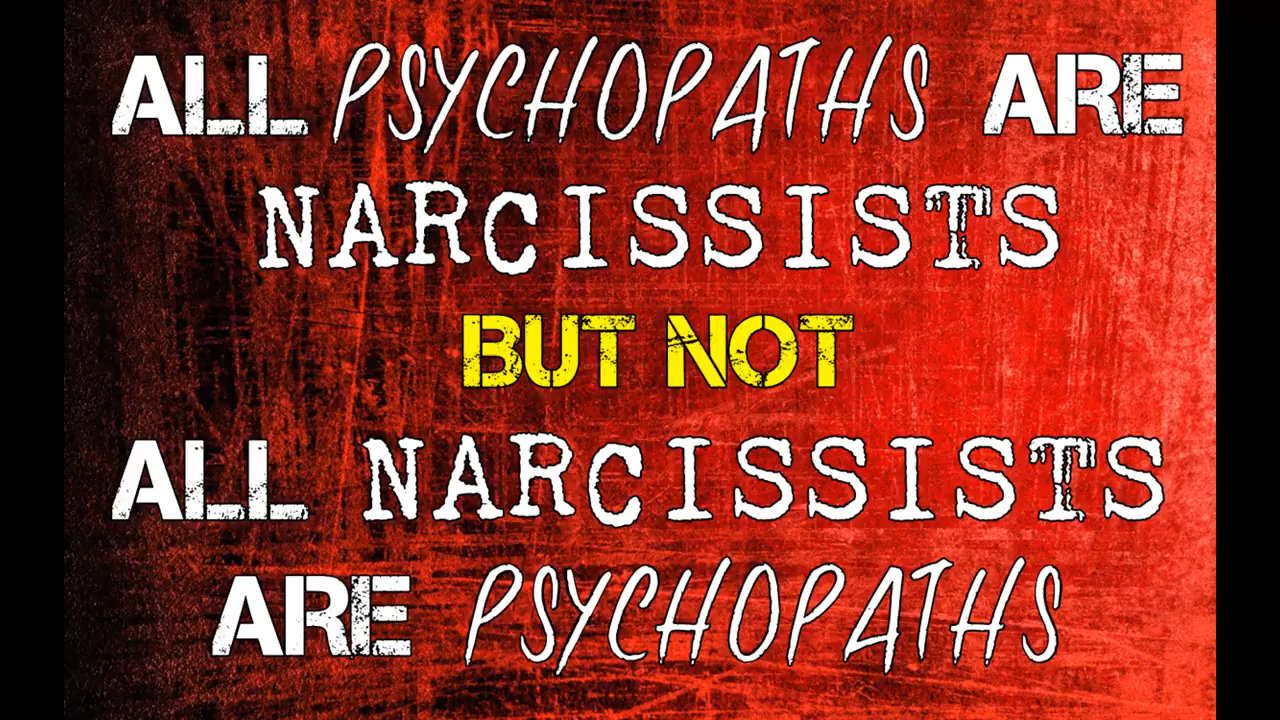 ALL PSYCHOPATHS ARE
NARCISSISTS
BUT NOT
ALL NARCISSISTS
ARE PSYCHOPATHS